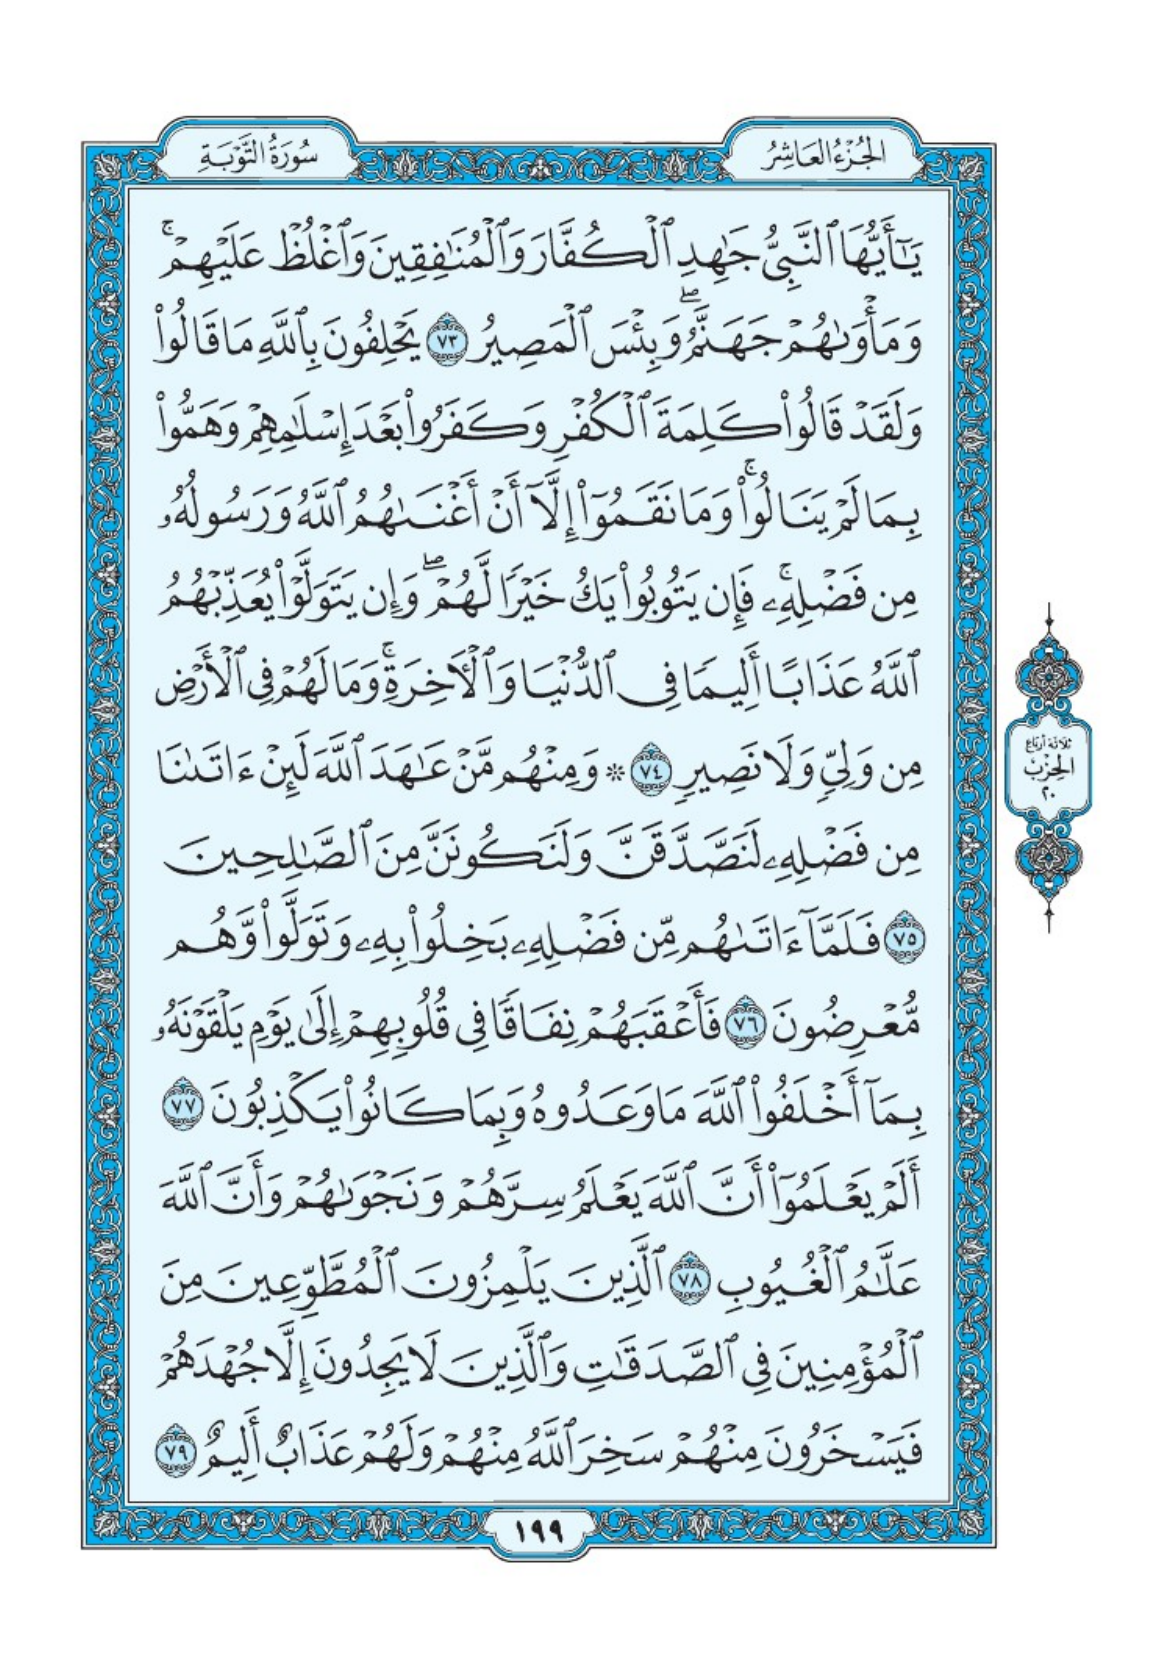 الجُزْءُ العَاشِرُ
سُورَةُ التَّوْبَةِ
يَٰٓأَيُّهَا ٱلنَّبِيُّ جَٰهِدِ ٱلْكُفَّارَ وَٱلْمُنَٰفِقِينَ وَٱغْلُظْ عَلَيْهِمْۚ
وَمَأْوَىٰهُمْ جَهَنَّمُۖ وَبِئْسَ ٱلْمَصِيرُ ٧٣ يَحْلِفُونَ بِٱللَّهِ مَا قَالُوا۟
وَلَقَدْ قَالُوا۟ كَلِمَةَ ٱلْكُفْرِ وَكَفَرُوا۟ بَعْدَ إِسْلَٰمِهِمْ وَهَمُّوا۟
بِمَا لَمْ يَنَالُوا۟ۚ وَمَا نَقَمُوٓا۟ إِلَّآ أَنْ أَغْنَىٰهُمُ ٱللَّهُ وَرَسُولُهُۥ
مِن فَضْلِهِۦۚ فَإِن يَتُوبُوا۟ يَكُ خَيْرًا لَّهُمْۖ وَإِن يَتَوَلَّوْا۟ يُعَذِّبْهُمُ
ٱللَّهُ عَذَابًا أَلِيمًا فِى ٱلدُّنْيَا وَٱلْـَٔاخِرَةِۚ وَمَا لَهُمْ فِى ٱلْأَرْضِ
مِن وَلِىٍّ وَلَا نَصِيرٍ ٧٤ * وَمِنْهُم مَّنْ عَٰهَدَ ٱللَّهَ لَئِنْ ءَاتَىٰنَا
مِن فَضْلِهِۦ لَنَصَّدَّقَنَّ وَلَنَكُونَنَّ مِنَ ٱلصَّٰلِحِينَ
٧٥ فَلَمَّآ ءَاتَىٰهُم مِّن فَضْلِهِۦ بَخِلُوا۟ بِهِۦ وَتَوَلَّوا۟ وَّهُم
مُّعْرِضُونَ ٧٦ فَأَعْقَبَهُمْ نِفَاقًا فِى قُلُوبِهِمْ إِلَىٰ يَوْمِ يَلْقَوْنَهُۥ
بِمَآ أَخْلَفُوا۟ ٱللَّهَ مَا وَعَدُوهُ وَبِمَا كَانُوا۟ يَكْذِبُونَ ٧٧
أَلَمْ يَعْلَمُوٓا۟ أَنَّ ٱللَّهَ يَعْلَمُ سِرَّهُمْ وَنَجْوَىٰهُمْ وَأَنَّ ٱللَّهَ
عَلَّٰمُ ٱلْغُيُوبِ ٧٨ ٱلَّذِينَ يَلْمِزُونَ ٱلْمُطَّوِّعِينَ مِنَ
ٱلْمُؤْمِنِينَ فِى ٱلصَّدَقَٰتِ وَٱلَّذِينَ لَا يَجِدُونَ إِلَّا جُهْدَهُمْ
فَيَسْخَرُونَ مِنْهُمْ سَخِرَ ٱللَّهُ مِنْهُمْ وَلَهُمْ عَذَابٌ أَلِيمٌ ٧٩
ثلاثة أرباع
الحِزْبُ
٢٠
١٩٩